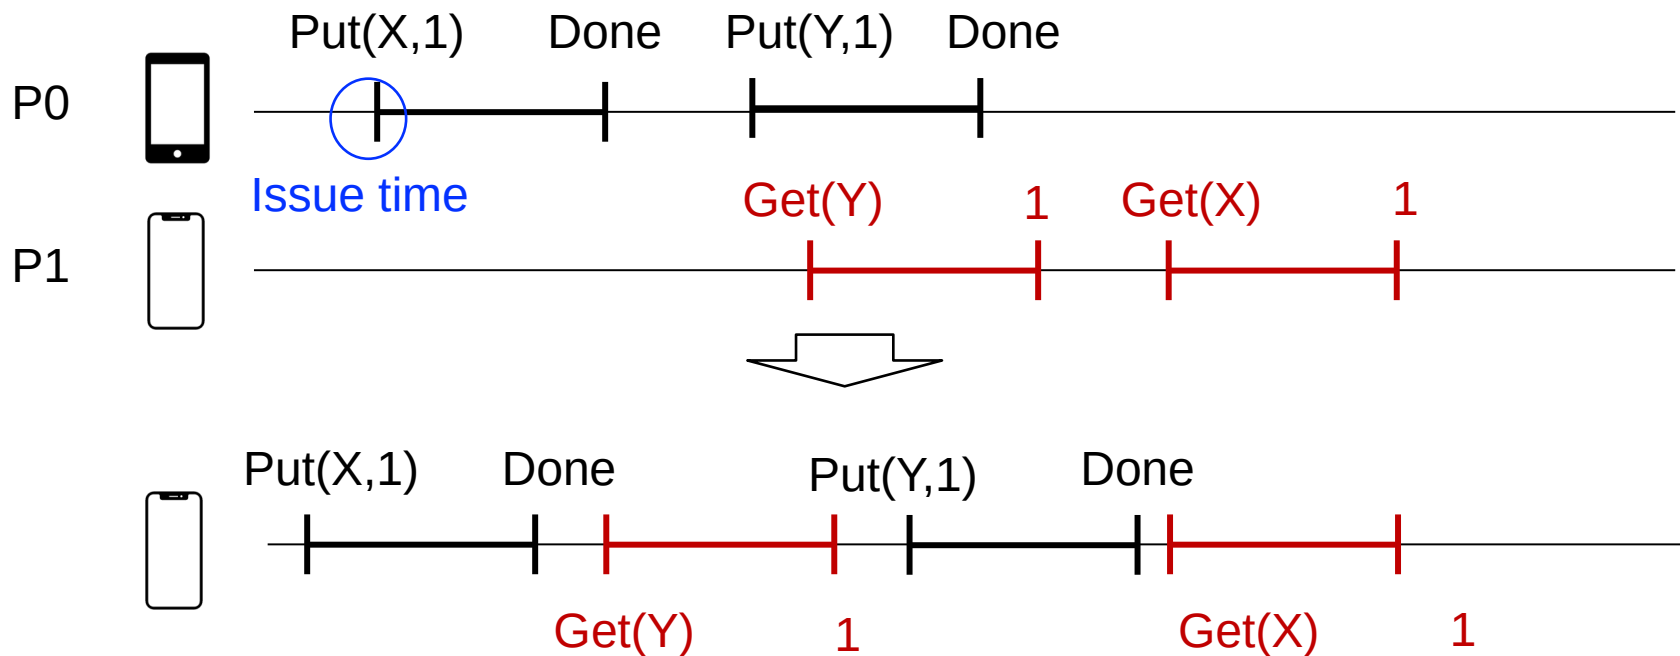 Put(X,1) Done Put(Y,1) Done
P0
Issue time Get(Y) 1 Get(X) 1
P1
Put(X,1) Done Put(Y,1) Done
Get(Y) 1 Get(X) 1